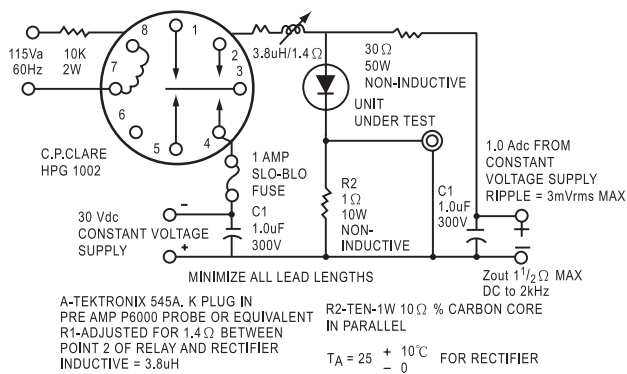 115Va
60Hz
10K
2W
8
1
2
7
3
6
5
4
3.8uH/1.4Ω
30Ω
50W
NON-INDUCTIVE
UNIT
UNDER TEST
C.P.CLARE
HPG 1002
1 AMP
SLO-BLO
FUSE
R2
1Ω
10W
NON-
INDUCTIVE
C1
1.0uF
300V
1.0 Adc FROM
CONSTANT
VOLTAGE SUPPLY
RIPPLE = 3mVrms MAX
+
−
30 Vdc
CONSTANT VOLTAGE
SUPPLY
−
+
C1
1.0uF
300V
Zout 1 1/2 Ω MAX
DC to 2kHz
MINIMIZE ALL LEAD LENGTHS
A-TEKTRONIX 545A, K PLUG IN
PRE AMP P6000 PROBE OR EQUIVALENT
R1-ADJUSTED FOR 1.4Ω BETWEEN
POINT 2 OF RELAY AND RECTIFIER
INDUCTIVE = 3.8uH
R2-TEN-1W 10Ω % CARBON CORE
IN PARALLEL
TA = 25 + 10℃ FOR RECTIFIER
− 0